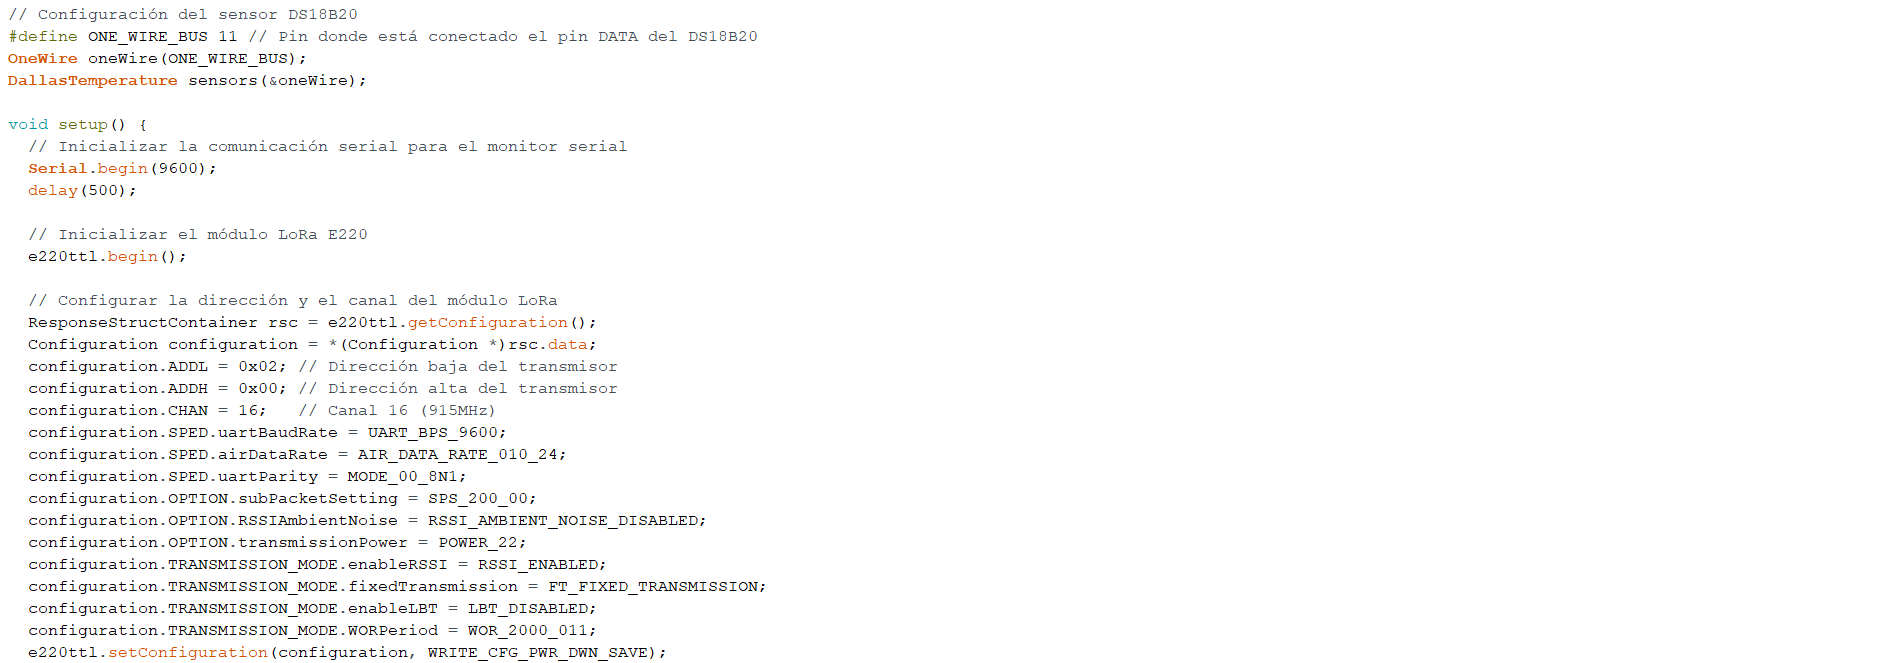 // Configuración del sensor DS18B20
#define ONE_WIRE_BUS 11 // Pin donde está conectado el pin DATA del DS18B20
OneWire oneWire(ONE_WIRE_BUS);
DallasTemperature sensors(&oneWire);
void setup() {
// Inicializar la comunicación serial para el monitor serial
Serial.begin(9600);
delay(500);
// Inicializar el módulo LoRa E220
e220ttl.begin();
// Configurar la dirección y el canal del módulo LoRa
ResponseStructContainer rsc = e220ttl.getConfiguration();
Configuration configuration = *(Configuration *)rsc.data;
configuration.ADDL = 0x02; // Dirección baja del transmisor
configuration.ADDH = 0x00; // Dirección alta del transmisor
configuration.CHAN = 16;   // Canal 16 (915MHz)
configuration.SPED.uartBaudRate = UART_BPS_9600;
configuration.SPED.airDataRate = AIR_DATA_RATE_010_24;
configuration.SPED.uartParity = MODE_00_8N1;
configuration.OPTION.subPacketSetting = SPS_200_00;
configuration.OPTION.RSSIAmbientNoise = RSSI_AMBIENT_NOISE_DISABLED;
configuration.OPTION.transmissionPower = POWER_22;
configuration.TRANSMISSION_MODE.enableRSSI = RSSI_ENABLED;
configuration.TRANSMISSION_MODE.fixedTransmission = FT_FIXED_TRANSMISSION;
configuration.TRANSMISSION_MODE.enableLBT = LBT_DISABLED;
configuration.TRANSMISSION_MODE.WORPeriod = WOR_2000_011;
e220ttl.setConfiguration(configuration, WRITE_CFG_PWR_DWN_SAVE);